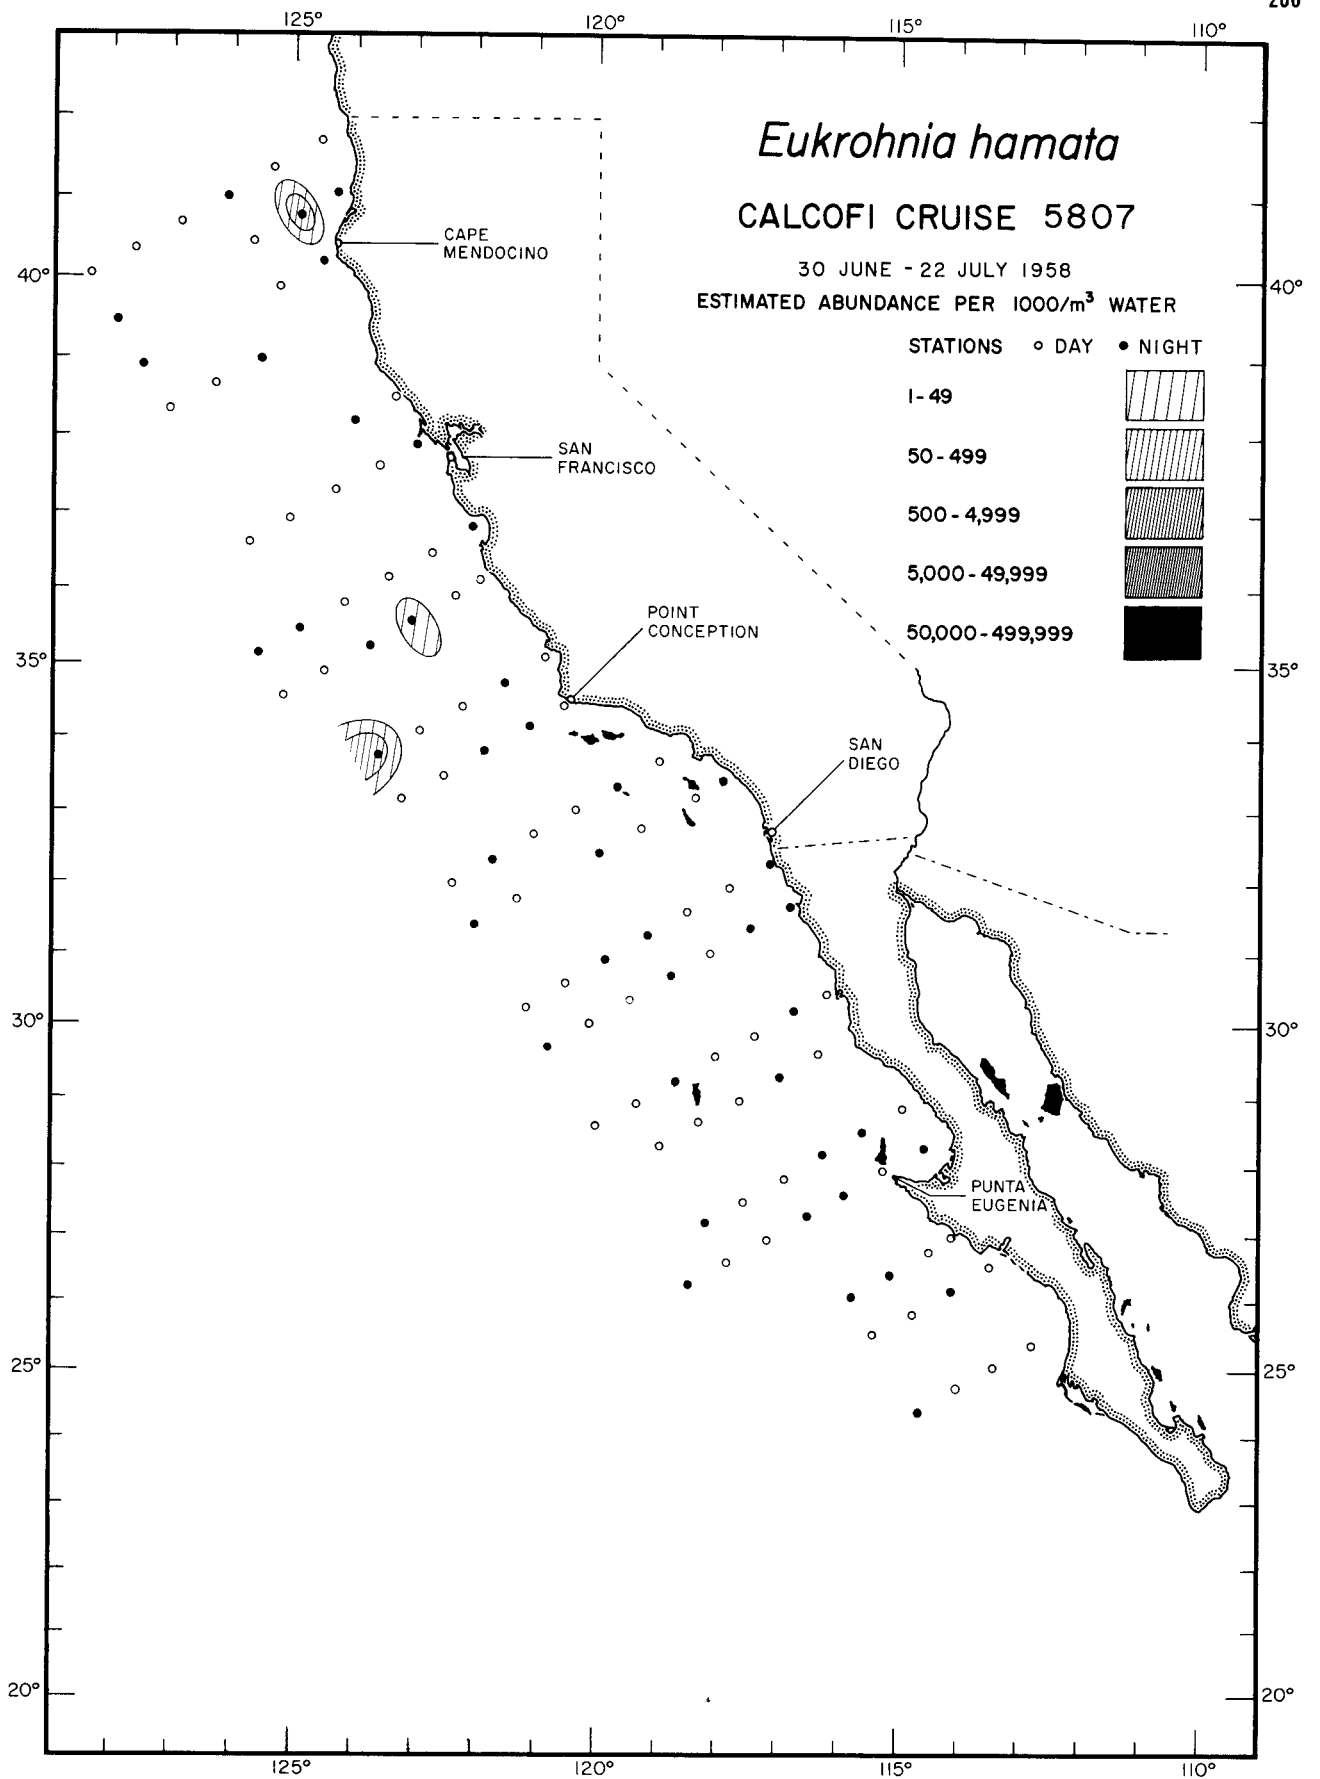 125°
120°
115°
110°
Eukrohnia hamata
CALCOFI CRUISE 5807
30 JUNE - 22 JULY 1958
ESTIMATED ABUNDANCE PER 1000/m³ WATER
STATIONS ○ DAY ● NIGHT
1-49
50-499
500-4,999
5,000-49,999
50,000-499,999
CAPE
MENDOCINO
40°
40°
SAN
FRANCISCO
POINT
CONCEPTION
35°
35°
SAN
DIEGO
30°
30°
PUNTA
EUGENIA
25°
25°
20°
20°
125°
120°
115°
110°